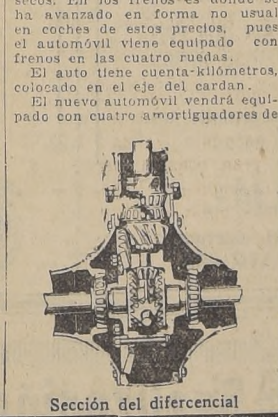 secos. En los frenos es donde se
ha avanzado en forma no usual
en coches de estos precios, pues
el automóvil viene equipado con
frenos en las cuatro ruedas.
El auto tiene cuenta-kilómetros,
colocado en el eje del cardan.
El nuevo automóvil vendrá equi-
pado con cuatro amortiguadores de
Sección del difercencial